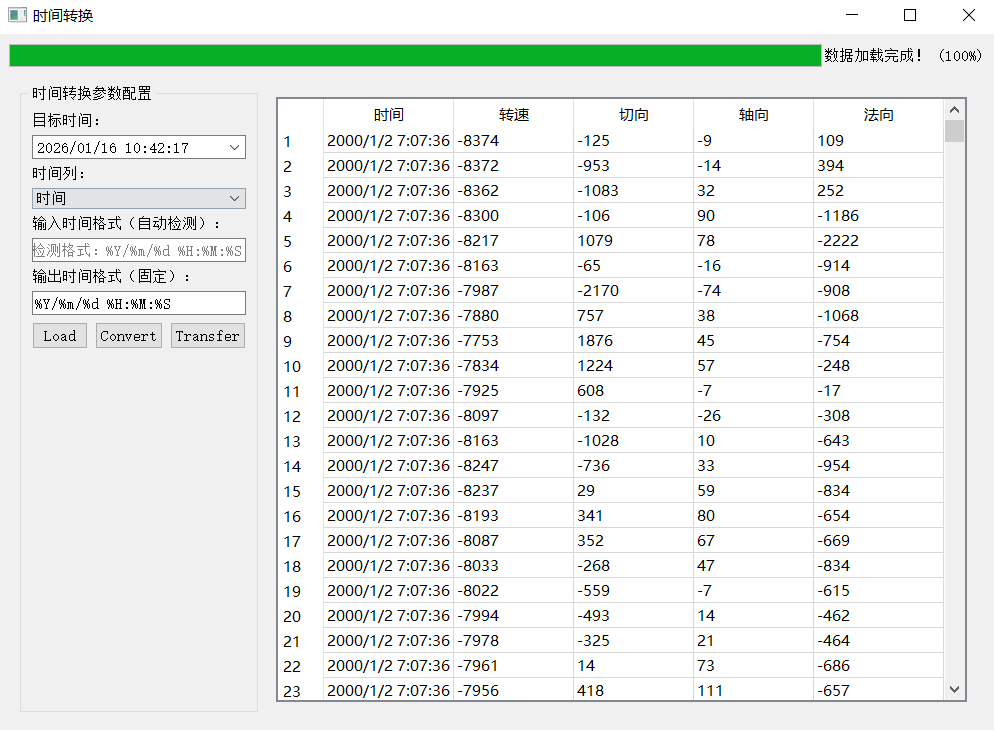 时间转换
数据加载完成！（100%）
时间转换参数配置
目标时间：
2026/01/16 10:42:17
时间列：
时间
输入时间格式（自动检测）：
检测格式：%Y/%m/%d %H:%M:%S
输出时间格式（固定）：
%Y/%m/%d %H:%M:%S
Load Convert Transfer
时间 转速 切向 轴向 法向
1 2000/1/2 7:07:36 -8374 -125 -9 109
2 2000/1/2 7:07:36 -8372 -953 -14 394
3 2000/1/2 7:07:36 -8362 -1083 32 252
4 2000/1/2 7:07:36 -8300 -106 90 -1186
5 2000/1/2 7:07:36 -8217 1079 78 -2222
6 2000/1/2 7:07:36 -8163 -65 -16 -914
7 2000/1/2 7:07:36 -7987 -2170 -74 -908
8 2000/1/2 7:07:36 -7880 757 38 -1068
9 2000/1/2 7:07:36 -7753 1876 45 -754
10 2000/1/2 7:07:36 -7834 1224 57 -248
11 2000/1/2 7:07:36 -7925 608 -7 -17
12 2000/1/2 7:07:36 -8097 -132 -26 -308
13 2000/1/2 7:07:36 -8163 -1028 10 -643
14 2000/1/2 7:07:36 -8247 -736 33 -954
15 2000/1/2 7:07:36 -8237 29 59 -834
16 2000/1/2 7:07:36 -8193 341 80 -654
17 2000/1/2 7:07:36 -8087 352 67 -669
18 2000/1/2 7:07:36 -8033 -268 47 -834
19 2000/1/2 7:07:36 -8022 -559 -7 -615
20 2000/1/2 7:07:36 -7994 -493 14 -462
21 2000/1/2 7:07:36 -7978 -325 21 -464
22 2000/1/2 7:07:36 -7961 14 73 -686
23 2000/1/2 7:07:36 -7956 418 111 -657